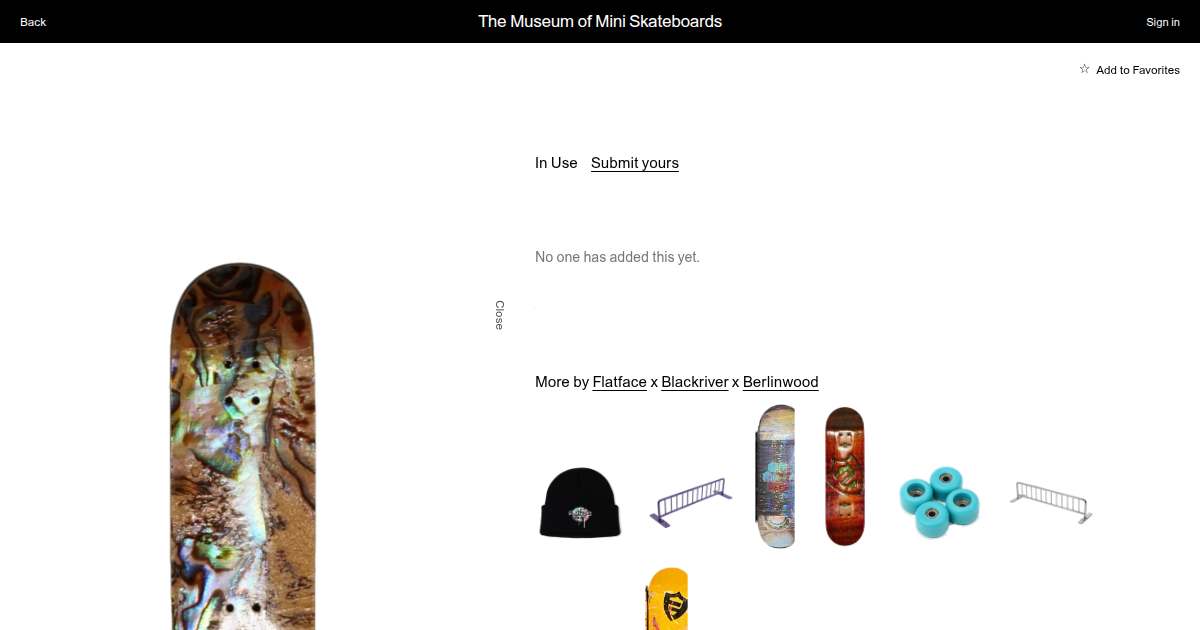 Back
The Museum of Mini Skateboards
Sign in
☆ Add to Favorites
In Use Submit yours
No one has added this yet.
Close
More by Flatface x Blackriver x Berlinwood